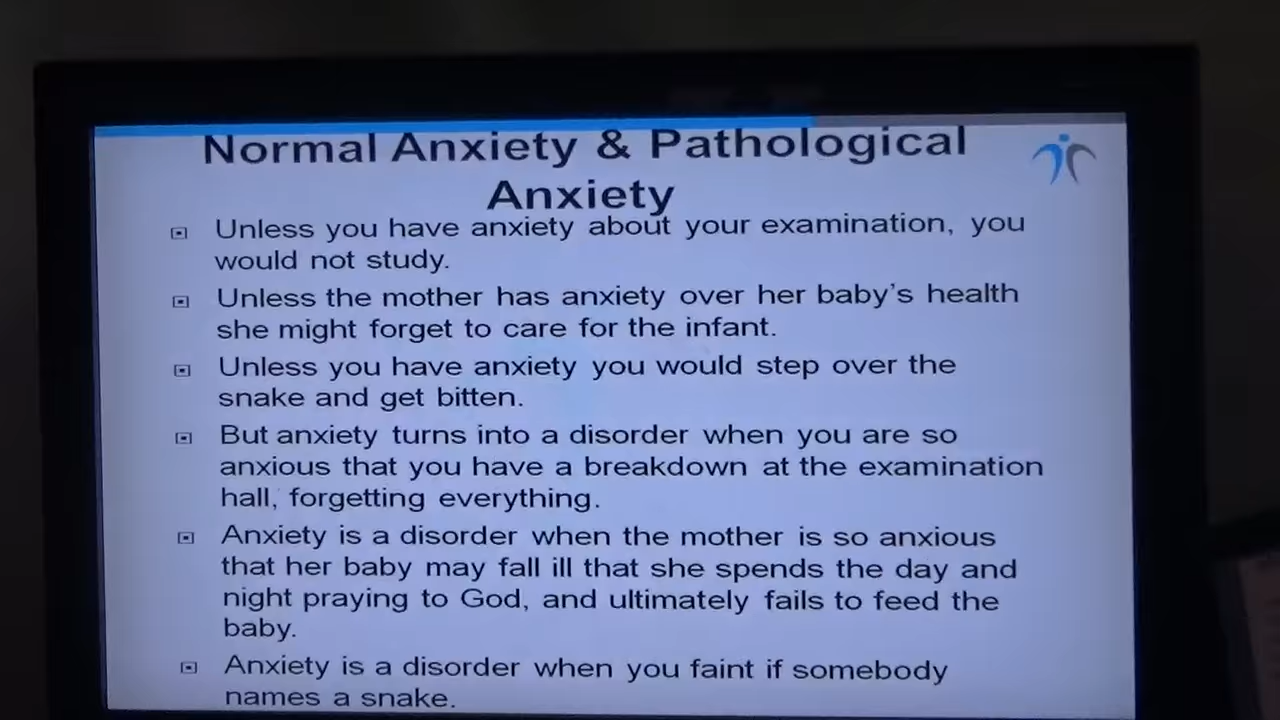 Normal Anxiety & Pathological
Anxiety
Unless you have anxiety about your examination, you
would not study.
Unless the mother has anxiety over her baby's health
she might forget to care for the infant.
Unless you have anxiety you would step over the
snake and get bitten.
But anxiety turns into a disorder when you are so
anxious that you have a breakdown at the examination
hall, forgetting everything.
Anxiety is a disorder when the mother is so anxious
that her baby may fall ill that she spends the day and
night praying to God, and ultimately fails to feed the
baby.
Anxiety is a disorder when you faint if somebody
names a snake.